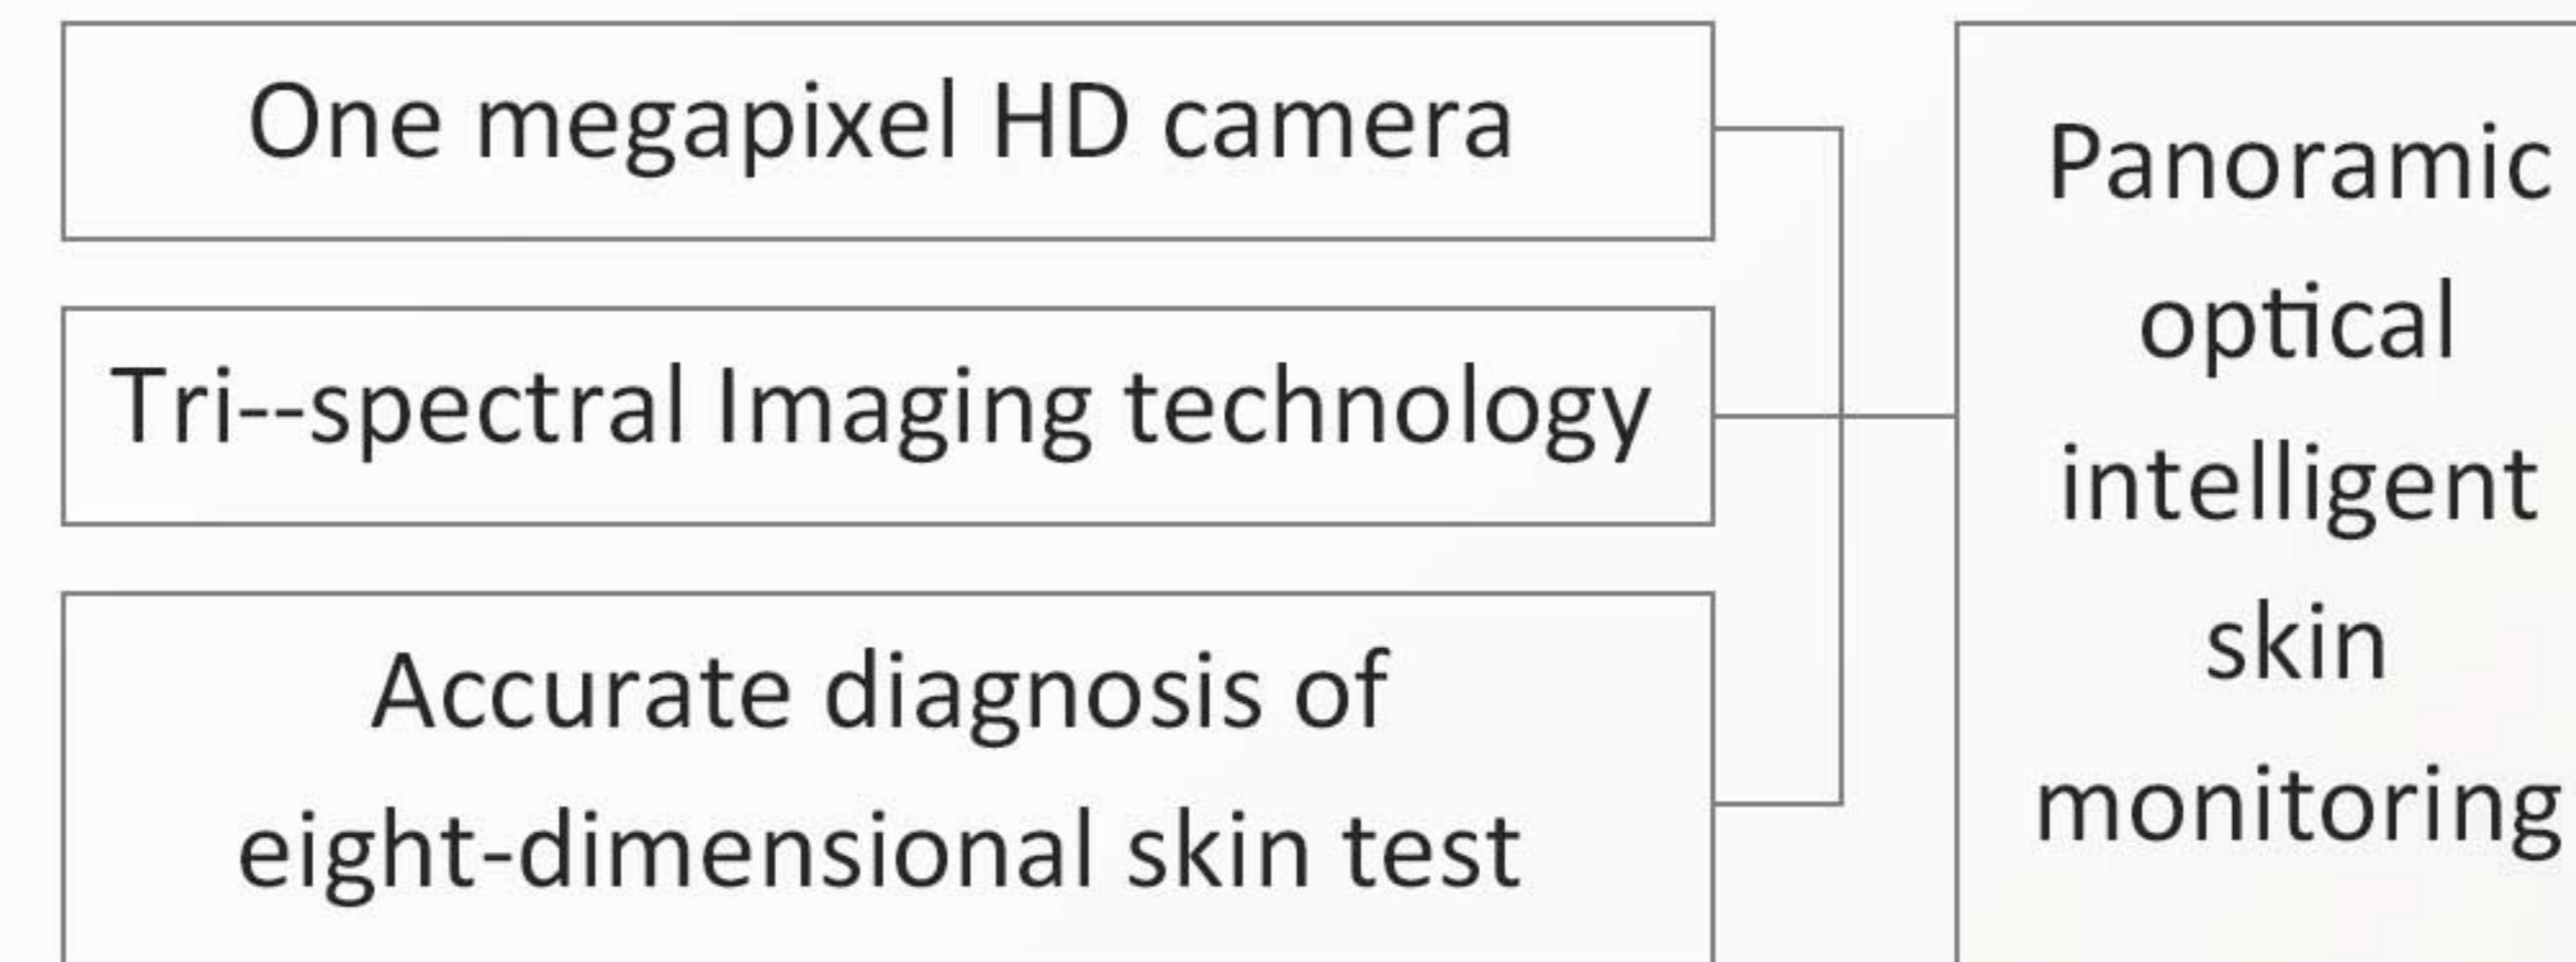 One megapixel HD camera
Tri--spectral Imaging technology
Accurate diagnosis of
eight-dimensional skin test
Panoramic
optical
intelligent
skin
monitoring